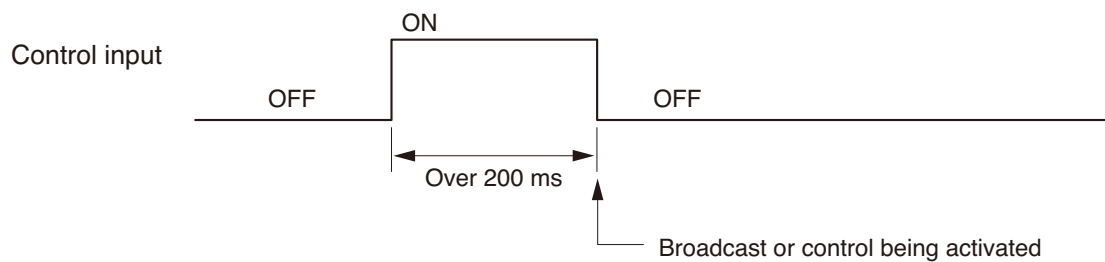 ON
Control input
OFF
OFF
Over 200 ms
Broadcast or control being activated